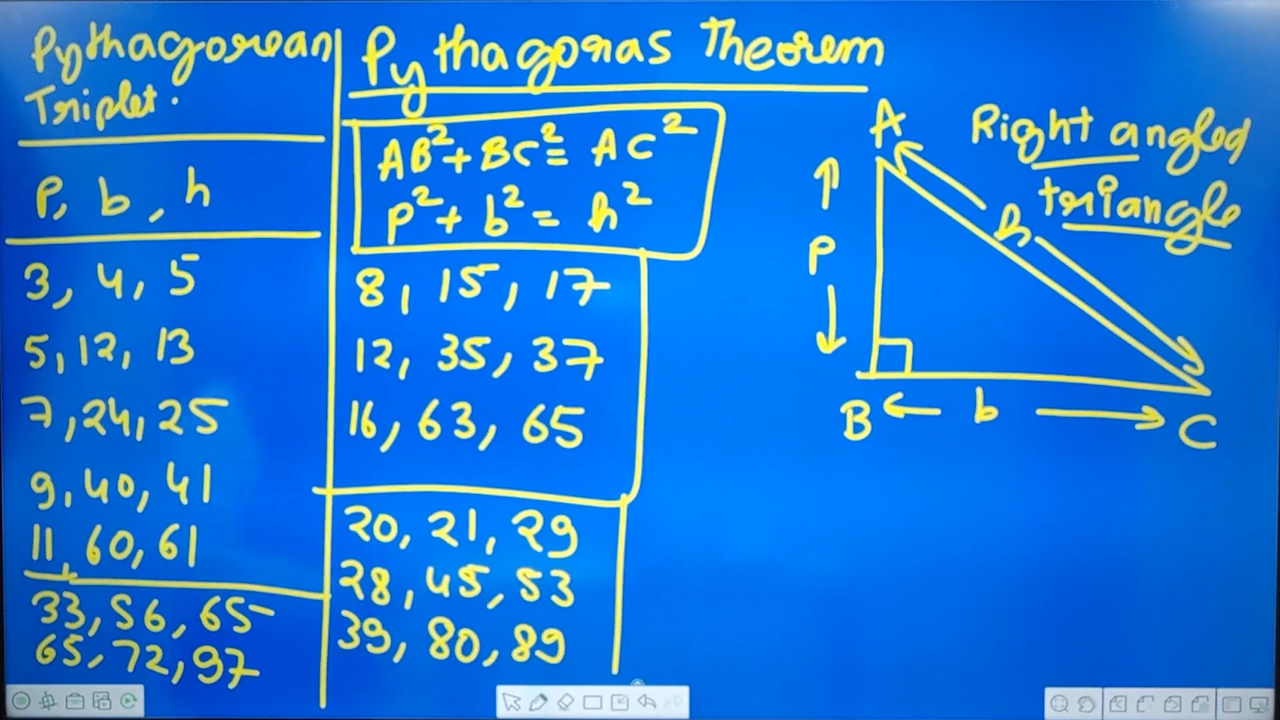 Pythagorean
Triplet.
P, b, h
3, 4, 5
5, 12, 13
7, 24, 25
9, 40, 41
11, 60, 61
33, 56, 65
65, 72, 97
Pythagoras Theorem
AB² + BC² = AC²
p² + b² = h²
8, 15, 17
12, 35, 37
16, 63, 65
20, 21, 29
28, 45, 53
39, 80, 89
Right angled
triangle
A
h
P
B
b
C